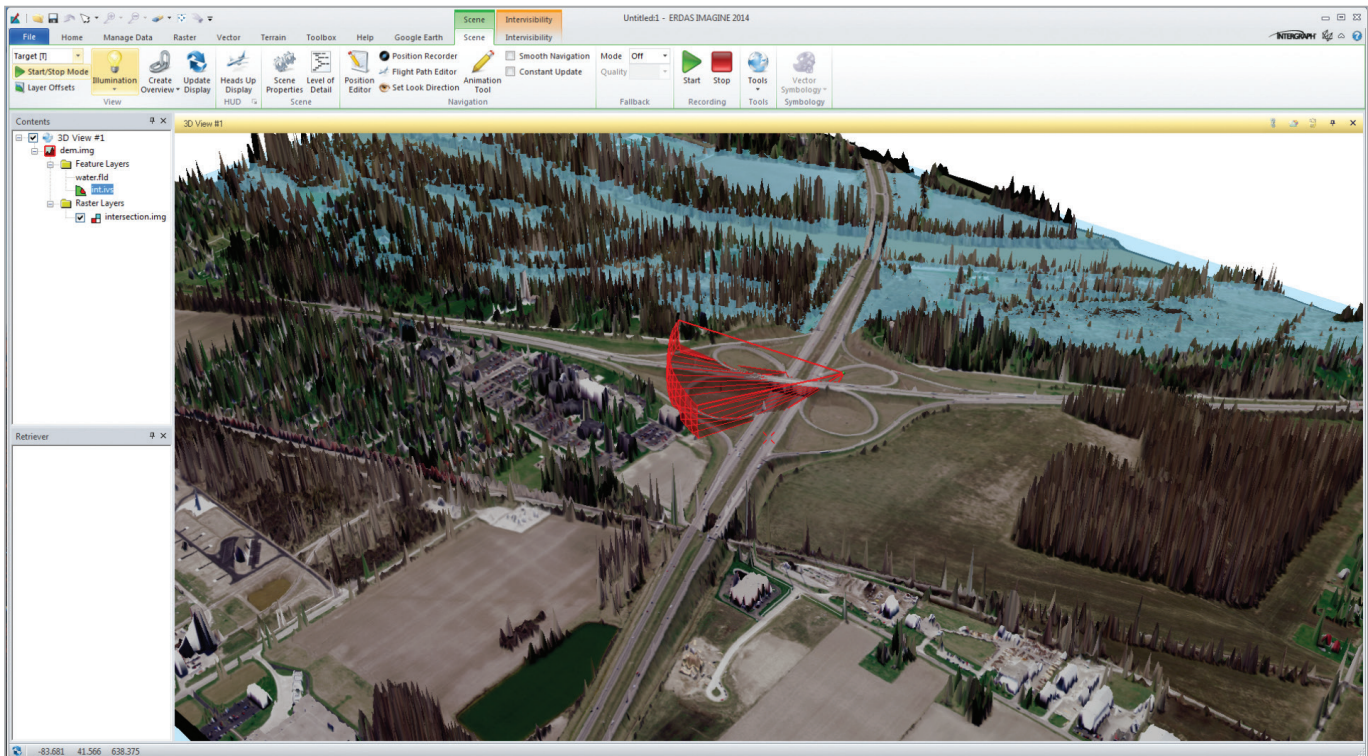 Scene Intervisibility Untitled:1 - ERDAS IMAGINE 2014
File Home Manage Data Raster Vector Terrain Toolbox Help Google Earth Scene Intervisibility INTERGRAPH
Target [T] Position Recorder Smooth Navigation Mode Off
Start/Stop Mode Illumination Create Overview Update Display Heads Up Display Scene Properties Level of Detail Position Editor Flight Path Editor Animation Tool Constant Update Quality Start Stop Tools Vector Symbology
Layer Offsets Set Look Direction
View HUD Scene Navigation Fallback Recording Tools Symbology
Contents 3D View #1
3D View #1
dem.img
Feature Layers
water.fld
int.ivs
Raster Layers
intersection.img
Retriever
-83.681 41.566 638.375